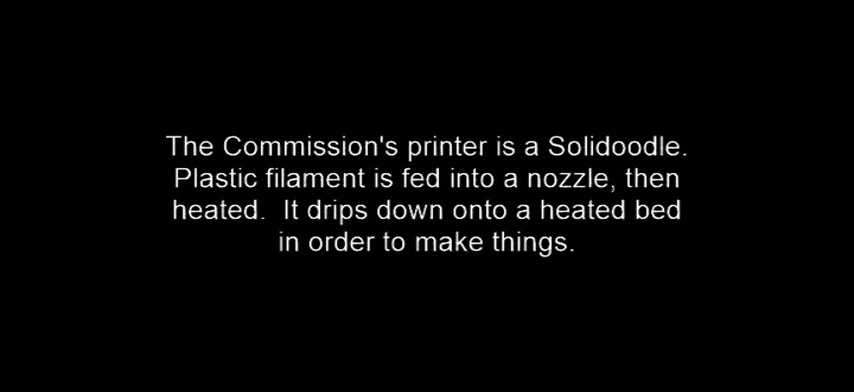 The Commission's printer is a Solidoodle.
Plastic filament is fed into a nozzle, then
heated.  It drips down onto a heated bed
in order to make things.